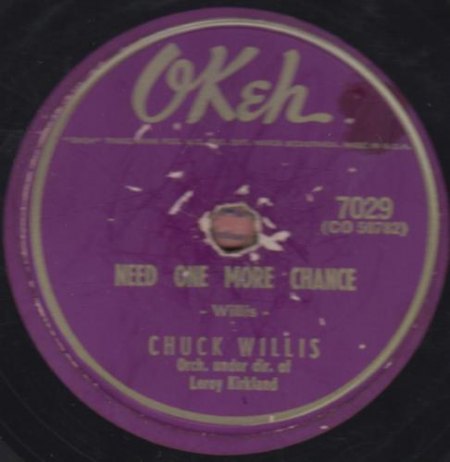 OKeh
7029
(CO 50782)
NEED ONE MORE CHANCE
- Willis -
CHUCK WILLIS
Orch. under dir. of
Leroy Kirkland